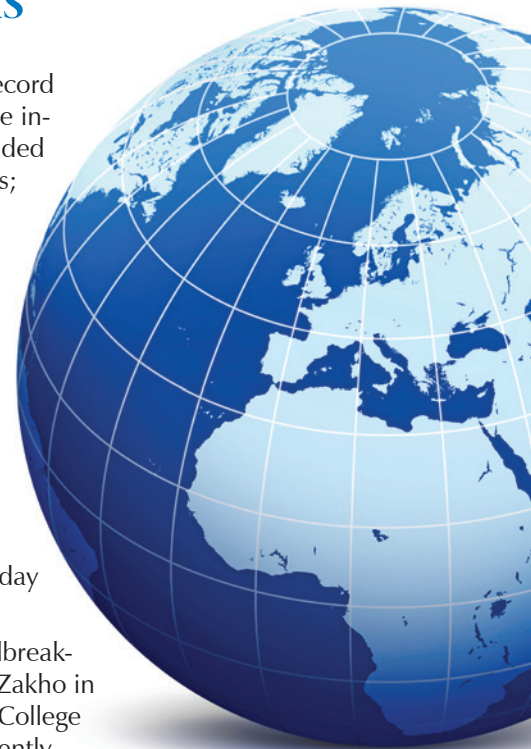 ecord
e in-
ded
s;
day
lbreak-
Zakho in
College